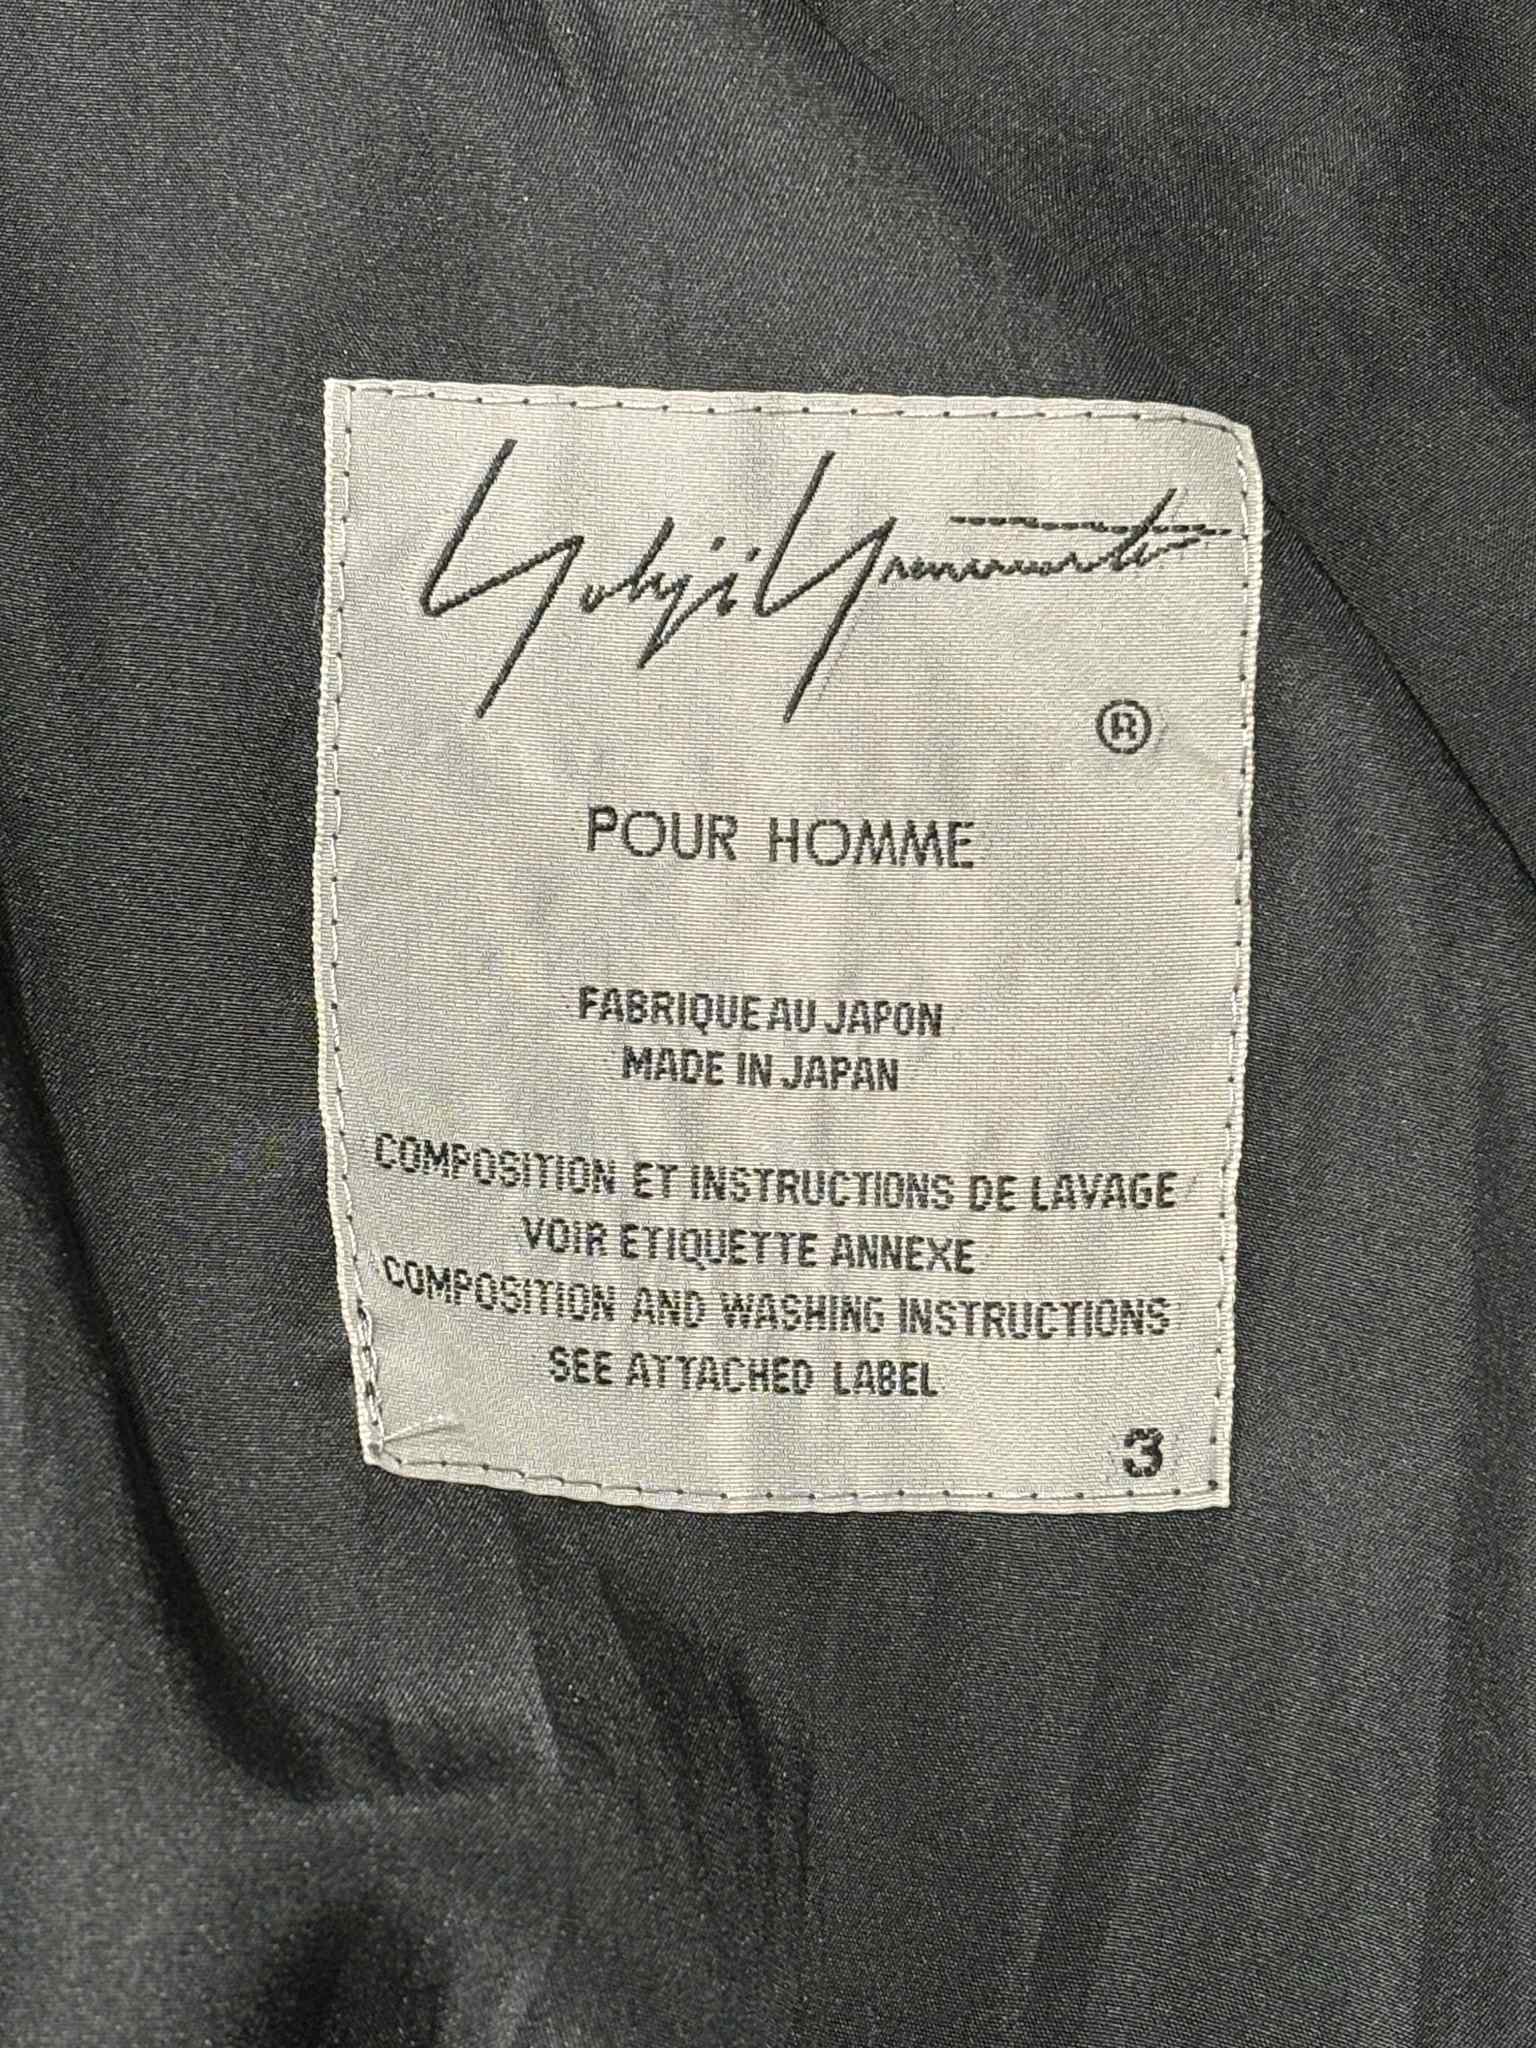 Yohji Yamamoto
®
POUR HOMME
FABRIQUE AU JAPON
MADE IN JAPAN
COMPOSITION ET INSTRUCTIONS DE LAVAGE
VOIR ETIQUETTE ANNEXE
COMPOSITION AND WASHING INSTRUCTIONS
SEE ATTACHED LABEL
3